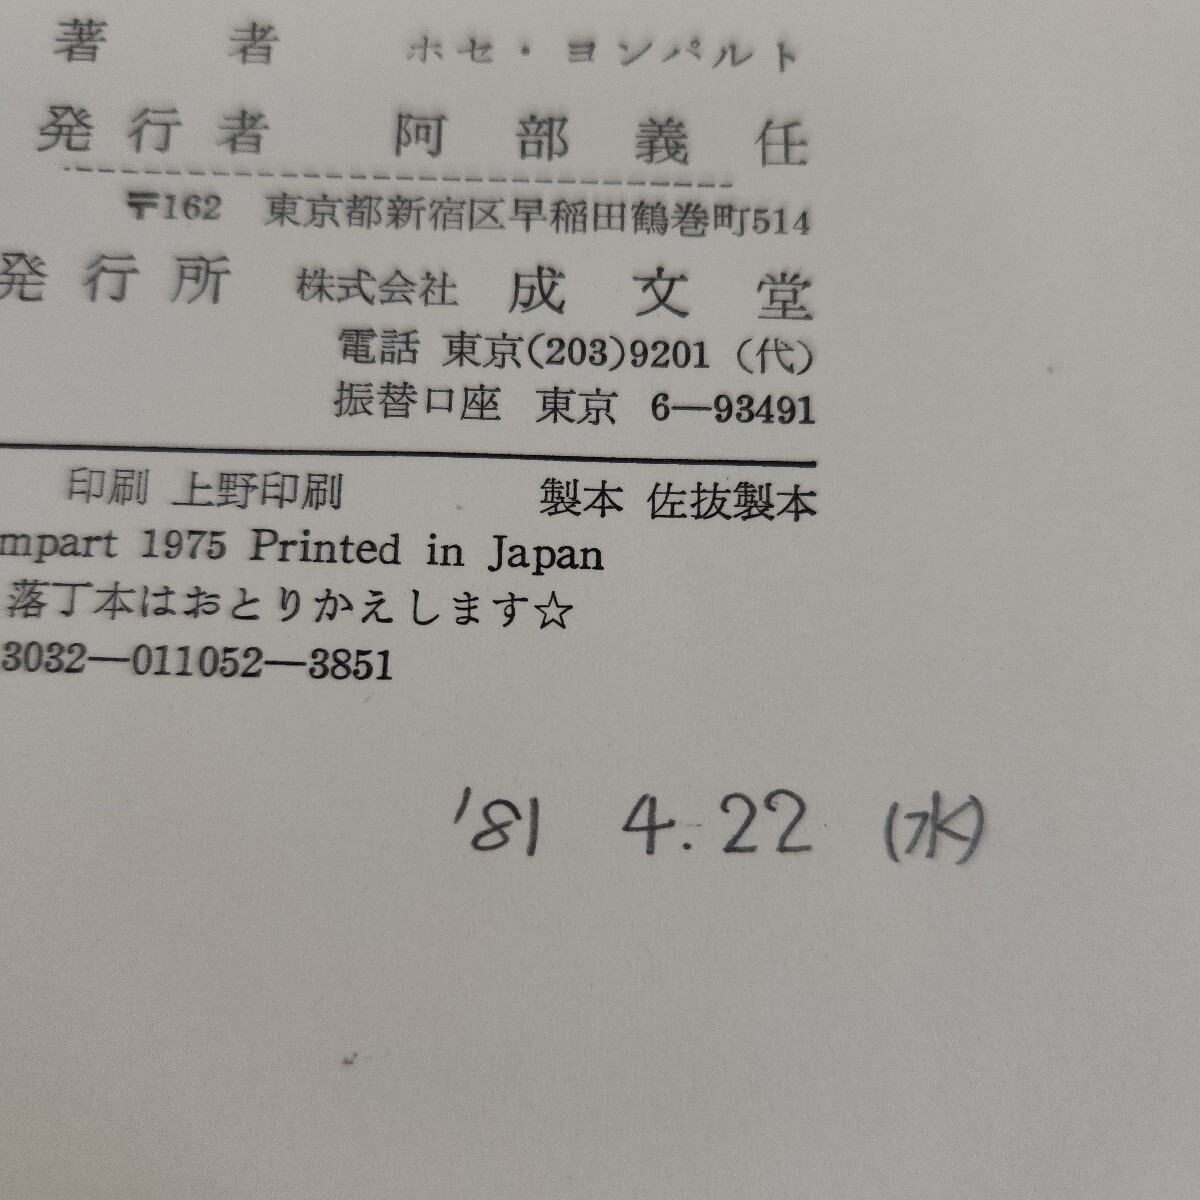 著者 ホセ・ヨンパルト
発行者 阿部義任
〒162 東京都新宿区早稲田鶴巻町514
発行所 株式会社 成文堂
電話 東京(203)9201 (代)
振替口座 東京 6—93491
印刷 上野印刷 製本 佐抜製本
mpart 1975 Printed in Japan
落丁本はおとりかえします☆
3032—011052—3851
'81 4.22 (水)